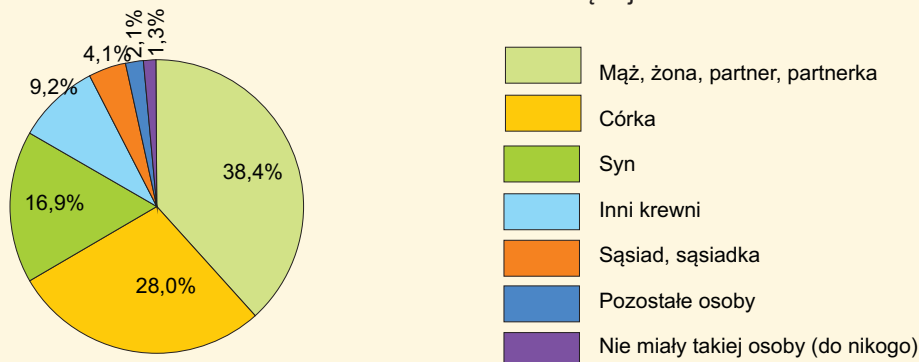 4,1%
2,1%
1,3%
9,2%
38,4%
16,9%
28,0%
Mąż, żona, partner, partnerka
Córka
Syn
Inni krewni
Sąsiad, sąsiadka
Pozostałe osoby
Nie miały takiej osoby (do nikogo)